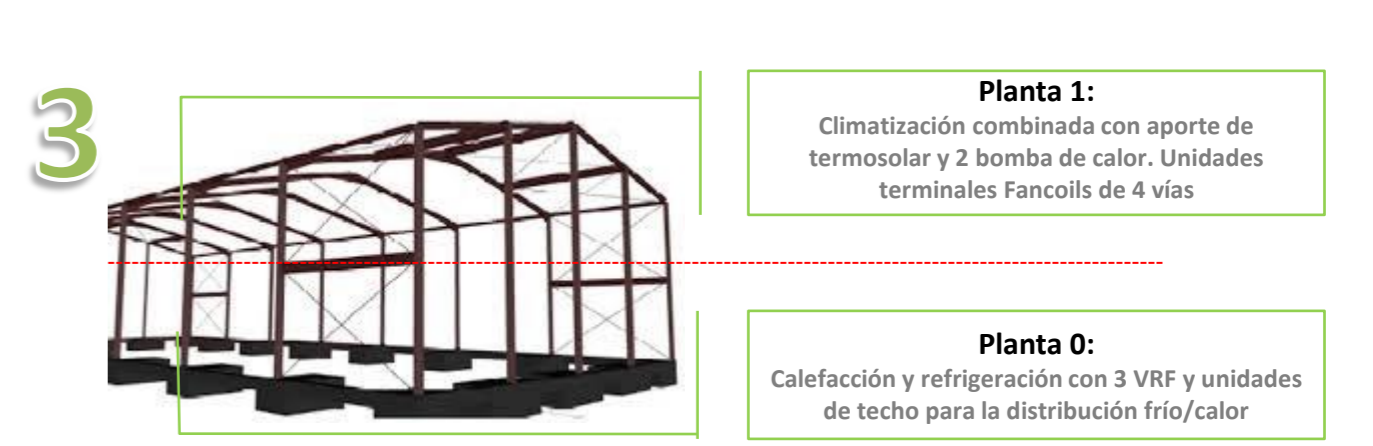 3
Planta 1:
Climatización combinada con aporte de
termosolar y 2 bomba de calor. Unidades
terminales Fancoils de 4 vías
Planta 0:
Calefacción y refrigeración con 3 VRF y unidades
de techo para la distribución frío/calor